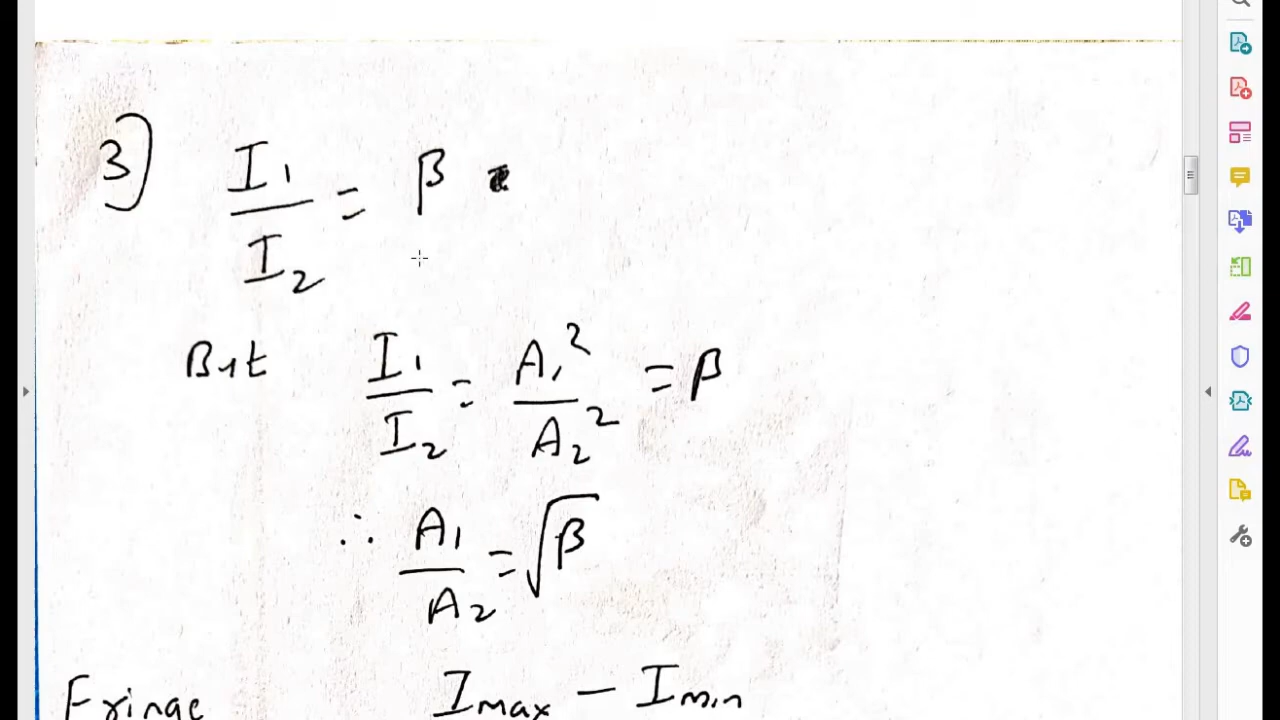 3) I₁/I₂ = β
But I₁/I₂ = A₁²/A₂² = β
∴ A₁/A₂ = √β
Fringe Imax - Imin